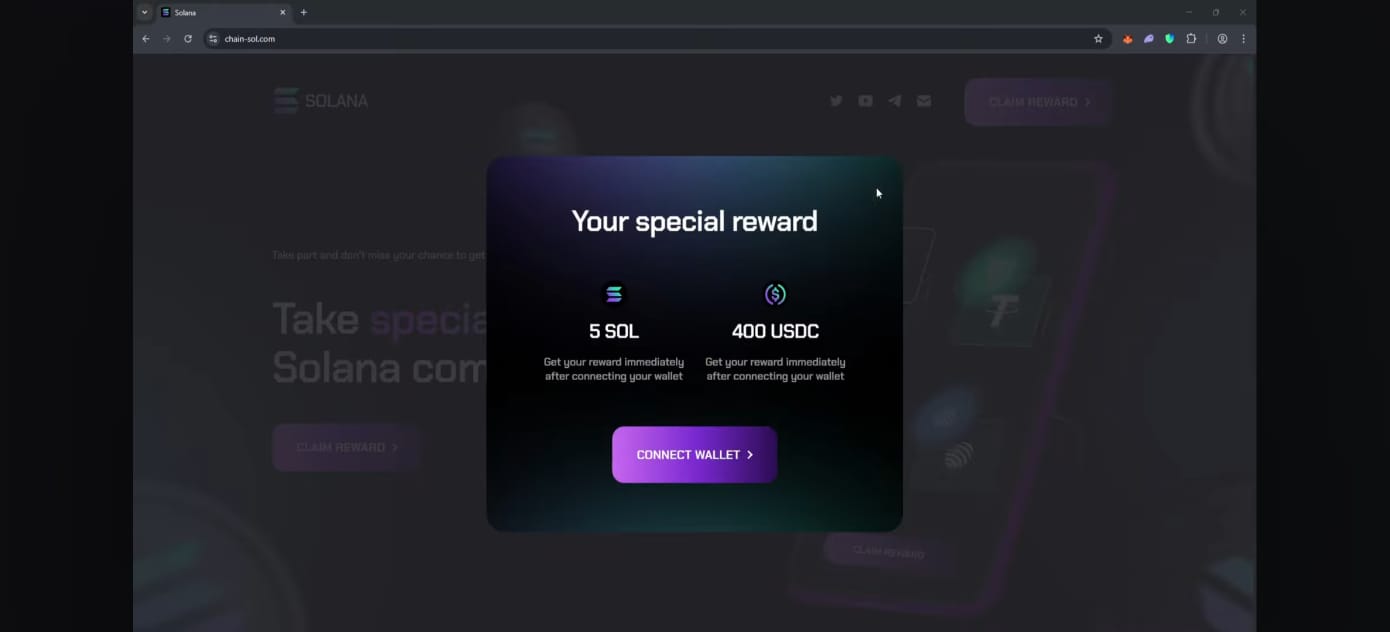 Solana
chain-sol.com
SOLANA
CLAIM REWARD
Your special reward
Take part and don't miss your chance to get
5 SOL
400 USDC
Take specia
Get your reward immediately
after connecting your wallet
Get your reward immediately
after connecting your wallet
Solana com
CLAIM REWARD
CONNECT WALLET
CLAIM REWARD